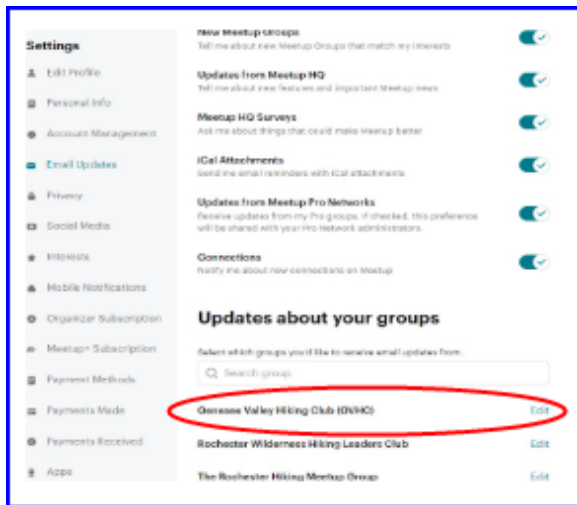 Settings
Edit Profile
Personal Info
Account Management
Email Updates
Privacy
Social Media
Interests
Mobile Notifications
Organizer Subscription
Meetup+ Subscription
Payment Methods
Payments Made
Payments Received
Apps
New Meetup Groups
Tell me about new Meetup Groups that match my interests
Updates from Meetup HQ
Tell me about new features and important Meetup news
Meetup HQ Surveys
Ask me about things that could make Meetup better
iCal Attachments
Send me email reminders with iCal attachments
Updates from Meetup Pro Networks
Receive updates from my Pro groups. If checked, this preference
will be shared with your Pro Network administrators.
Connections
Notify me about new connections on Meetup
Updates about your groups
Select which groups you'd like to receive email updates from.
Search group
Genesee Valley Hiking Club (GVHC) Edit
Rochester Wilderness Hiking Leaders Club Edit
The Rochester Hiking Meetup Group Edit